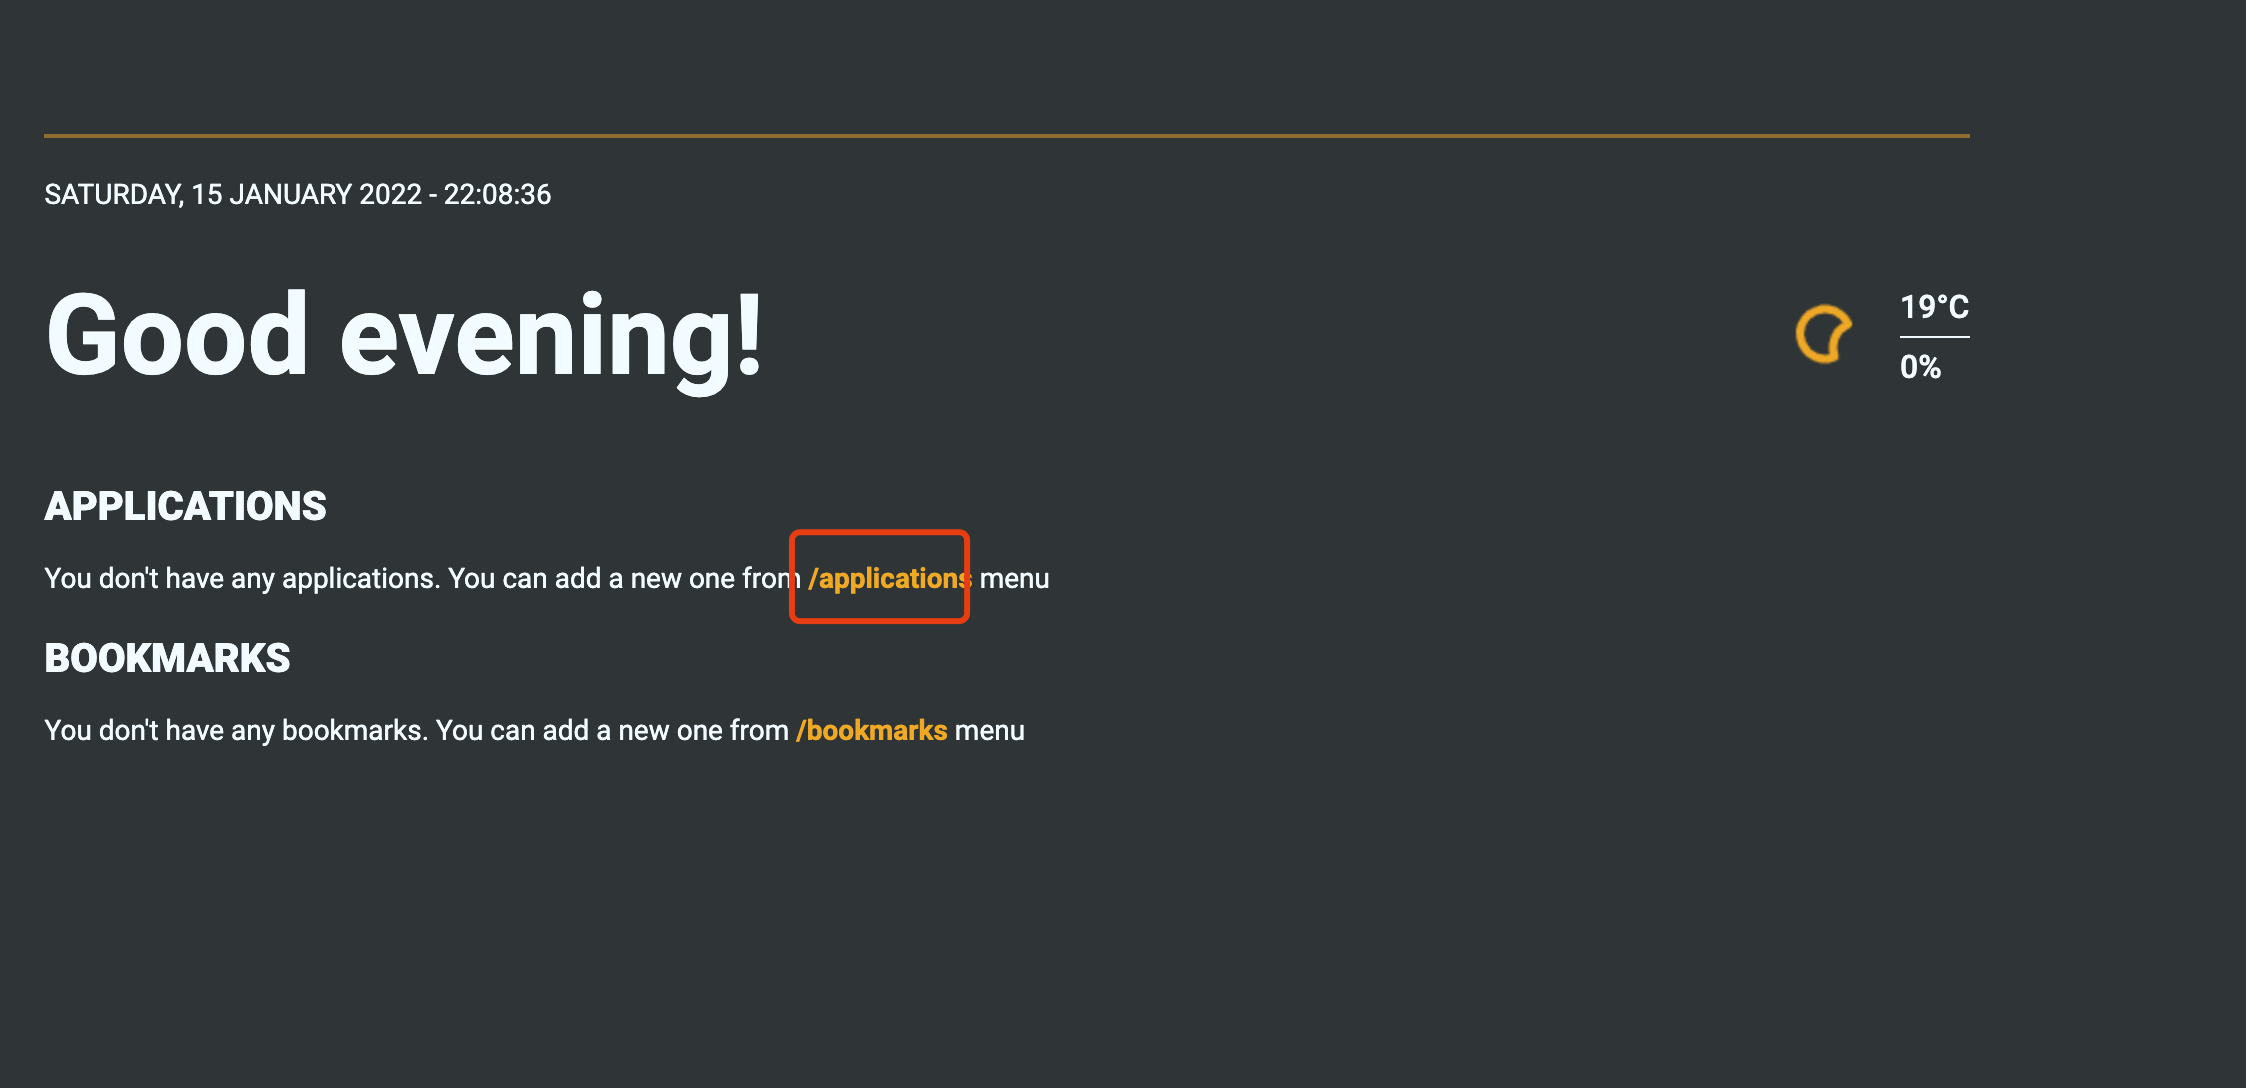 SATURDAY, 15 JANUARY 2022 - 22:08:36
Good evening!
19°C
0%
APPLICATIONS
You don't have any applications. You can add a new one from /applications menu
BOOKMARKS
You don't have any bookmarks. You can add a new one from /bookmarks menu